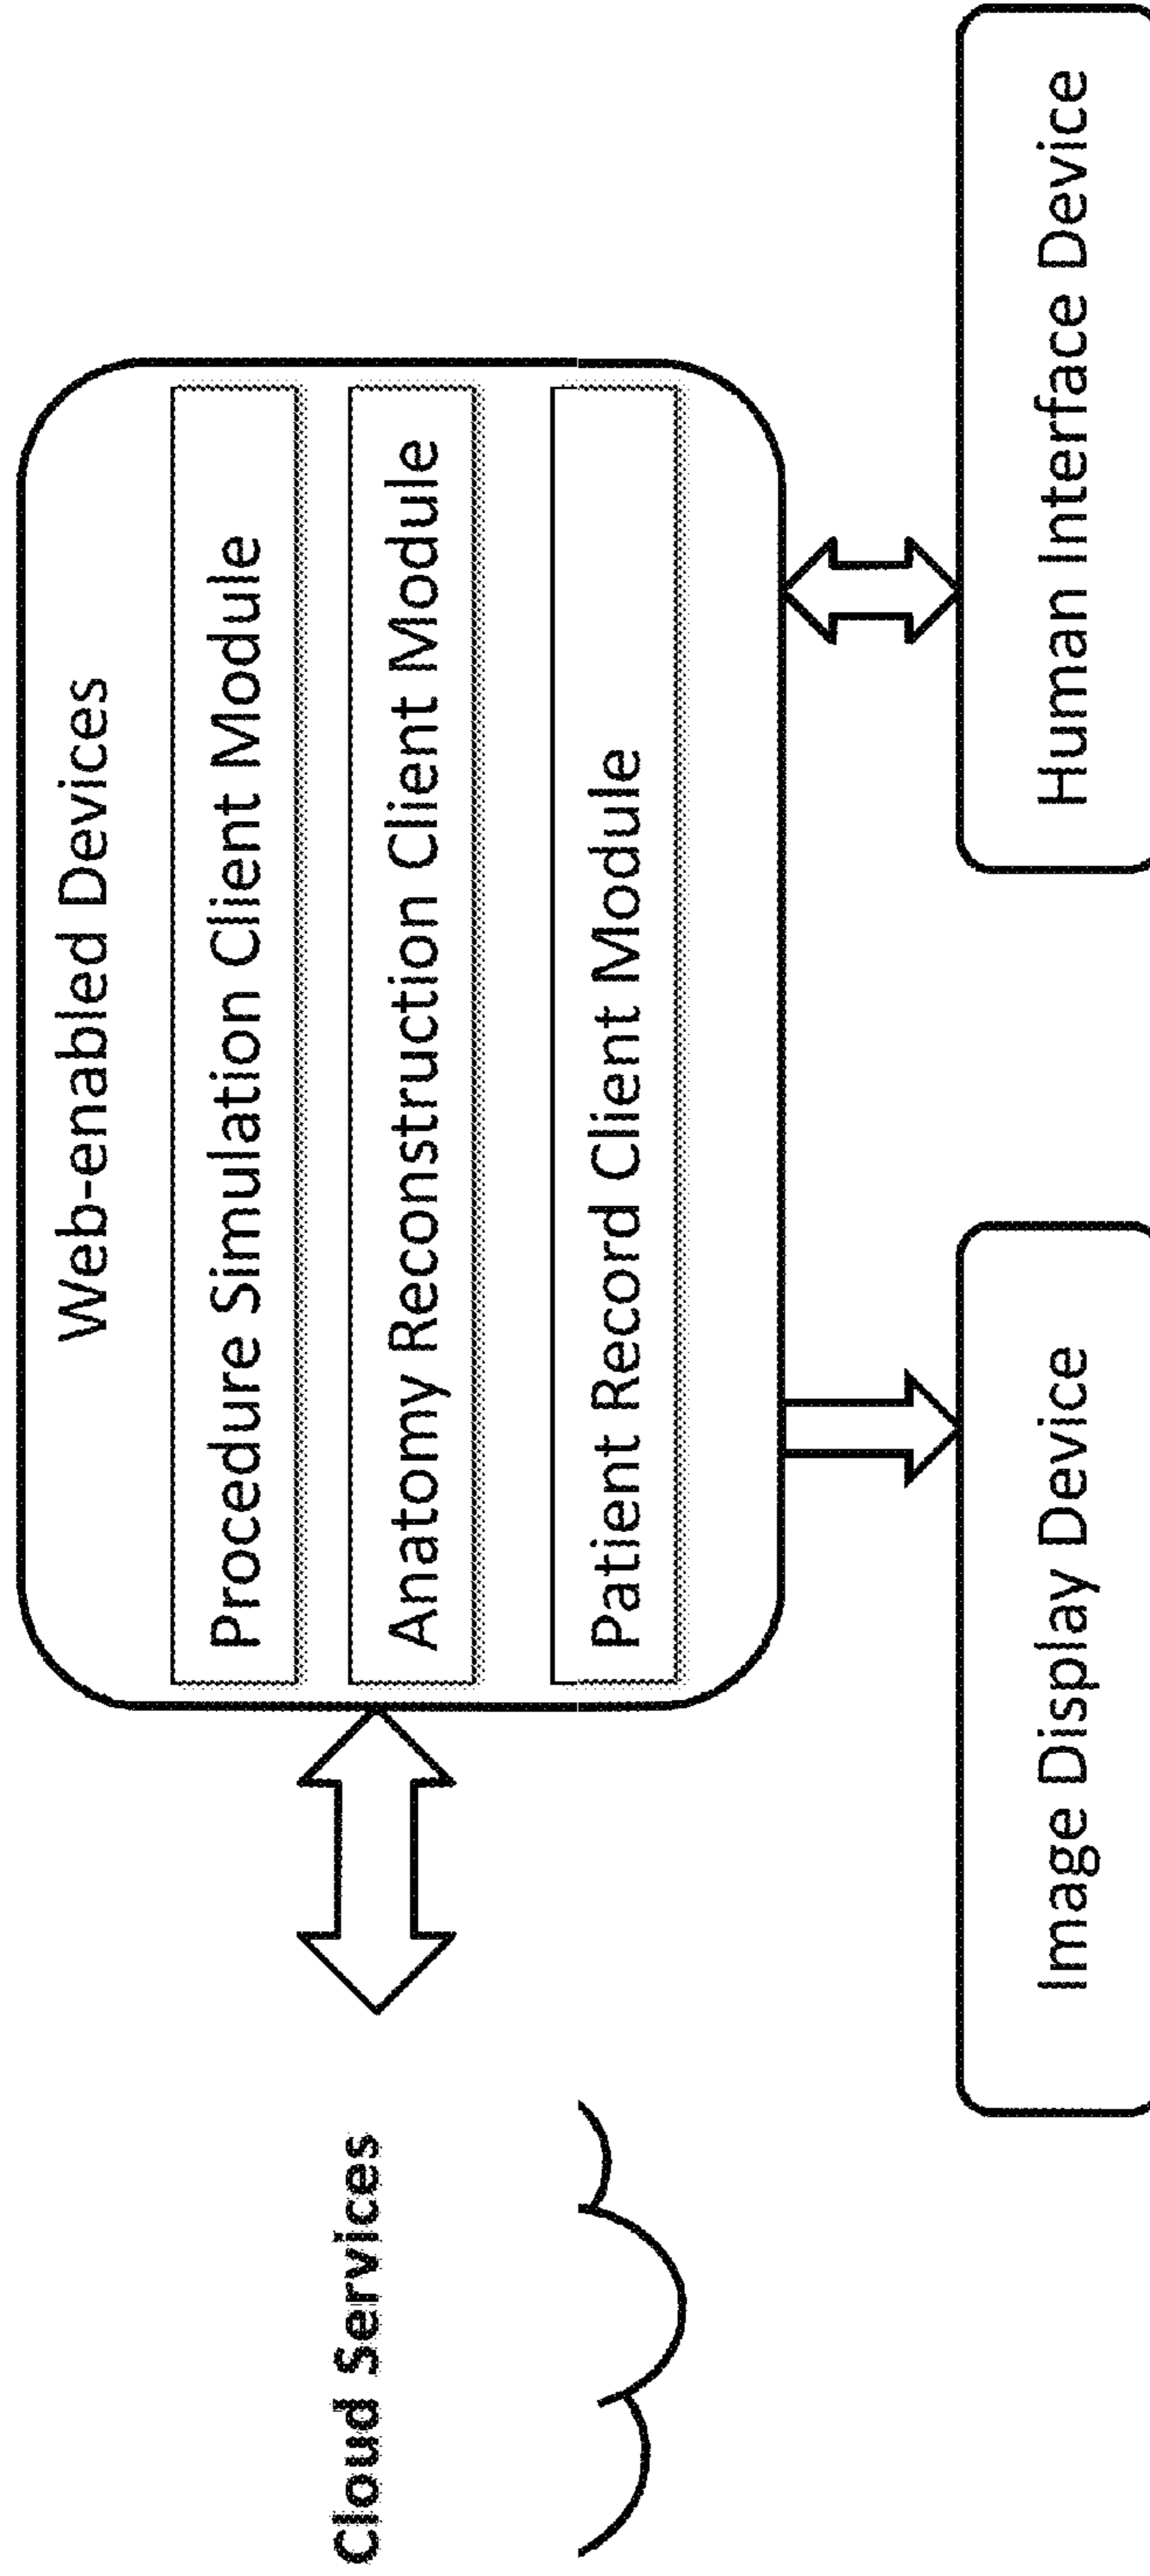 Web-enabled Devices
Procedure Simulation Client Module
Cloud Services
Anatomy Reconstruction Client Module
Patient Record Client Module
Image Display Device
Human Interface Device